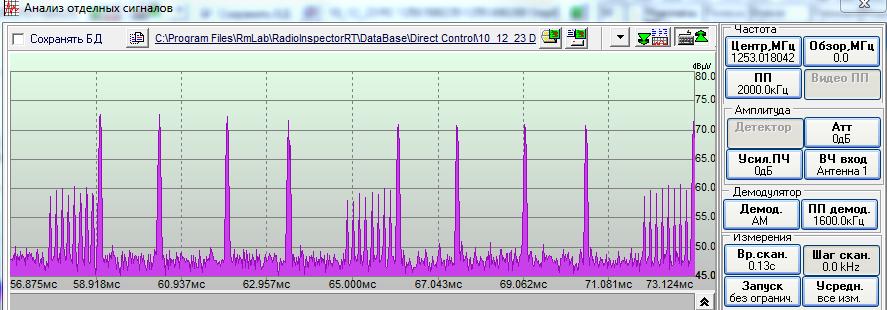 Анализ отдельных сигналов
Сохранять БД
C:\Program Files\RmLab\RadioInspectorRT\DataBase\Direct Control\10_12_23 D
dBµV
80.0
75.0
70.0
65.0
60.0
55.0
50.0
45.0
56.875мс 58.918мс 60.937мс 62.957мс 65.000мс 67.043мс 69.062мс 71.081мс 73.124мс
Частота
Центр,МГц
1253.018042
Обзор,МГц
0.0
ПП
2000.0кГц
Видео ПП
Амплитуда
Детектор
Атт
0дБ
Усил.ПЧ
0дБ
ВЧ вход
Антенна 1
Демодулятор
Демод.
АМ
ПП демод.
1600.0кГц
Измерения
Вр.скан.
0.13с
Шаг скан.
0.0 kHz
Запуск
без огранич.
Усредн.
все изм.